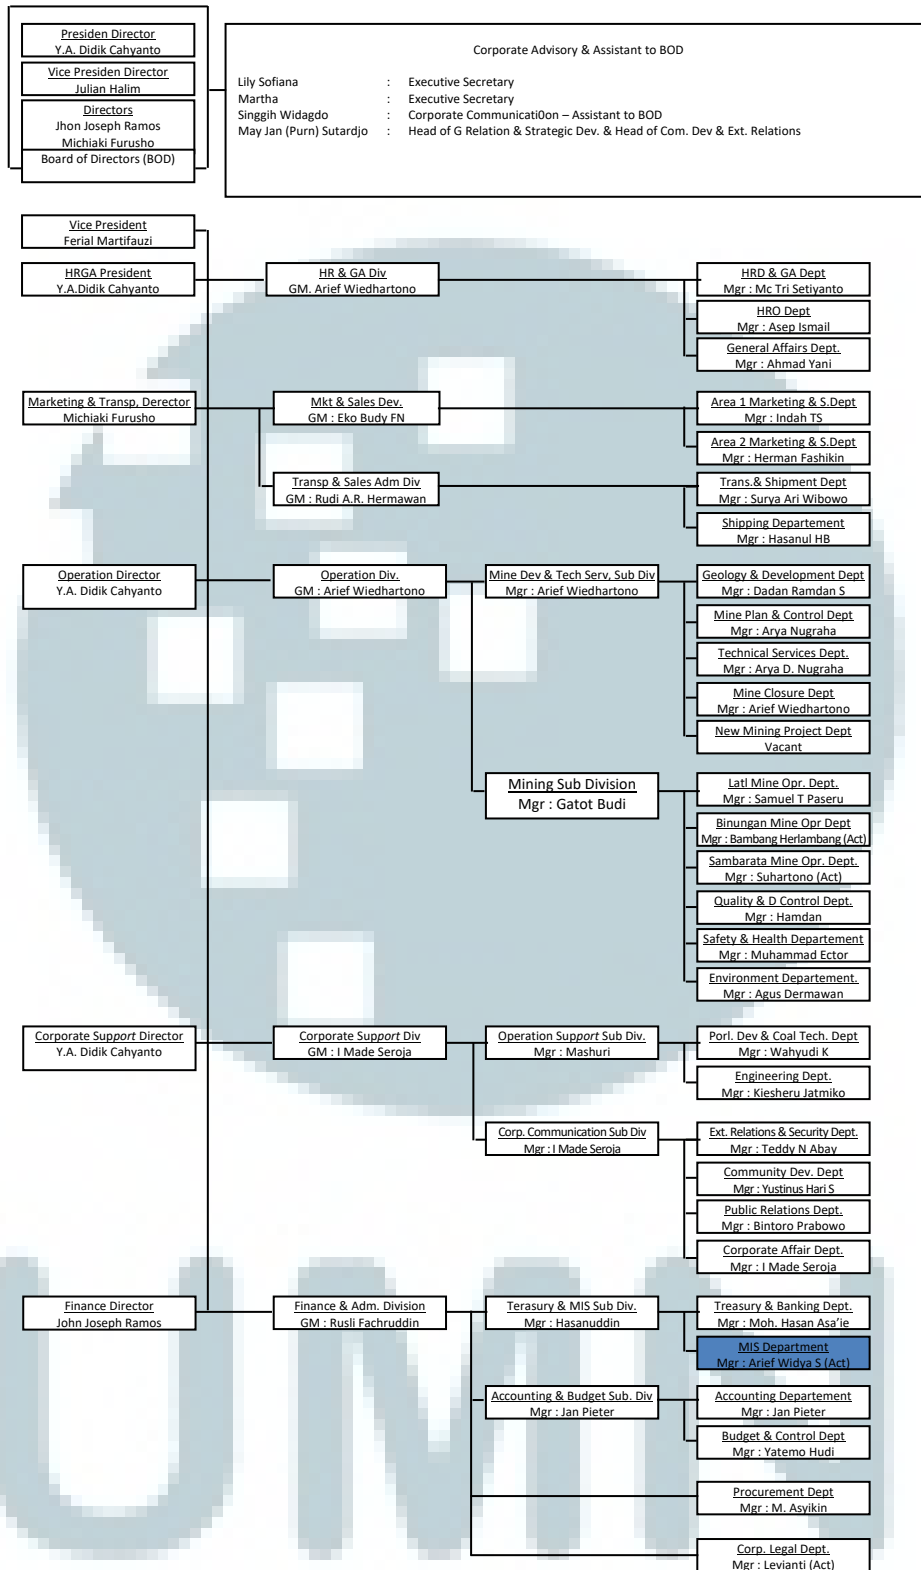 Presiden Director
Y.A. Didik Cahyanto
Vice Presiden Director
Julian Halim
Directors
Jhon Joseph Ramos
Michiaki Furusho
Board of Directors (BOD)
Corporate Advisory & Assistant to BOD
Lily Sofiana : Executive Secretary
Martha : Executive Secretary
Singgih Widagdo : Corporate Communicati0on – Assistant to BOD
May Jan (Purn) Sutardjo : Head of G Relation & Strategic Dev. & Head of Com. Dev & Ext. Relations
Vice President
Ferial Martifauzi
HRGA President
Y.A.Didik Cahyanto
HR & GA Div
GM. Arief Wiedhartono
HRD & GA Dept
Mgr : Mc Tri Setiyanto
HRO Dept
Mgr : Asep Ismail
General Affairs Dept.
Mgr : Ahmad Yani
Marketing & Transp, Derector
Michiaki Furusho
Mkt & Sales Dev.
GM : Eko Budy FN
Area 1 Marketing & S.Dept
Mgr : Indah TS
Area 2 Marketing & S.Dept
Mgr : Herman Fashikin
Transp & Sales Adm Div
GM : Rudi A.R. Hermawan
Trans.& Shipment Dept
Mgr : Surya Ari Wibowo
Shipping Departement
Mgr : Hasanul HB
Operation Director
Y.A. Didik Cahyanto
Operation Div.
GM : Arief Wiedhartono
Mine Dev & Tech Serv, Sub Div
Mgr : Arief Wiedhartono
Geology & Development Dept
Mgr : Dadan Ramdan S
Mine Plan & Control Dept
Mgr : Arya Nugraha
Technical Services Dept.
Mgr : Arya D. Nugraha
Mine Closure Dept
Mgr : Arief Wiedhartono
New Mining Project Dept
Vacant
Mining Sub Division
Mgr : Gatot Budi
Latl Mine Opr. Dept.
Mgr : Samuel T Paseru
Binungan Mine Opr Dept
Mgr : Bambang Herlambang (Act)
Sambarata Mine Opr. Dept.
Mgr : Suhartono (Act)
Quality & D Control Dept.
Mgr : Hamdan
Safety & Health Departement
Mgr : Muhammad Ector
Environment Departement.
Mgr : Agus Dermawan
Corporate Support Director
Y.A. Didik Cahyanto
Corporate Support Div
GM : I Made Seroja
Operation Support Sub Div.
Mgr : Mashuri
Porl. Dev & Coal Tech. Dept
Mgr : Wahyudi K
Engineering Dept.
Mgr : Kiesheru Jatmiko
Corp. Communication Sub Div
Mgr : I Made Seroja
Ext. Relations & Security Dept.
Mgr : Teddy N Abay
Community Dev. Dept
Mgr : Yustinus Hari S
Public Relations Dept.
Mgr : Bintoro Prabowo
Corporate Affair Dept.
Mgr : I Made Seroja
Finance Director
John Joseph Ramos
Finance & Adm. Division
GM : Rusli Fachruddin
Terasury & MIS Sub Div.
Mgr : Hasanuddin
Treasury & Banking Dept.
Mgr : Moh. Hasan Asa'ie
MIS Department
Mgr : Arief Widya S (Act)
Accounting & Budget Sub. Div
Mgr : Jan Pieter
Accounting Departement
Mgr : Jan Pieter
Budget & Control Dept
Mgr : Yatemo Hudi
Procurement Dept
Mgr : M. Asyikin
Corp. Legal Dept.
Mgr : Levianti (Act)
UMN